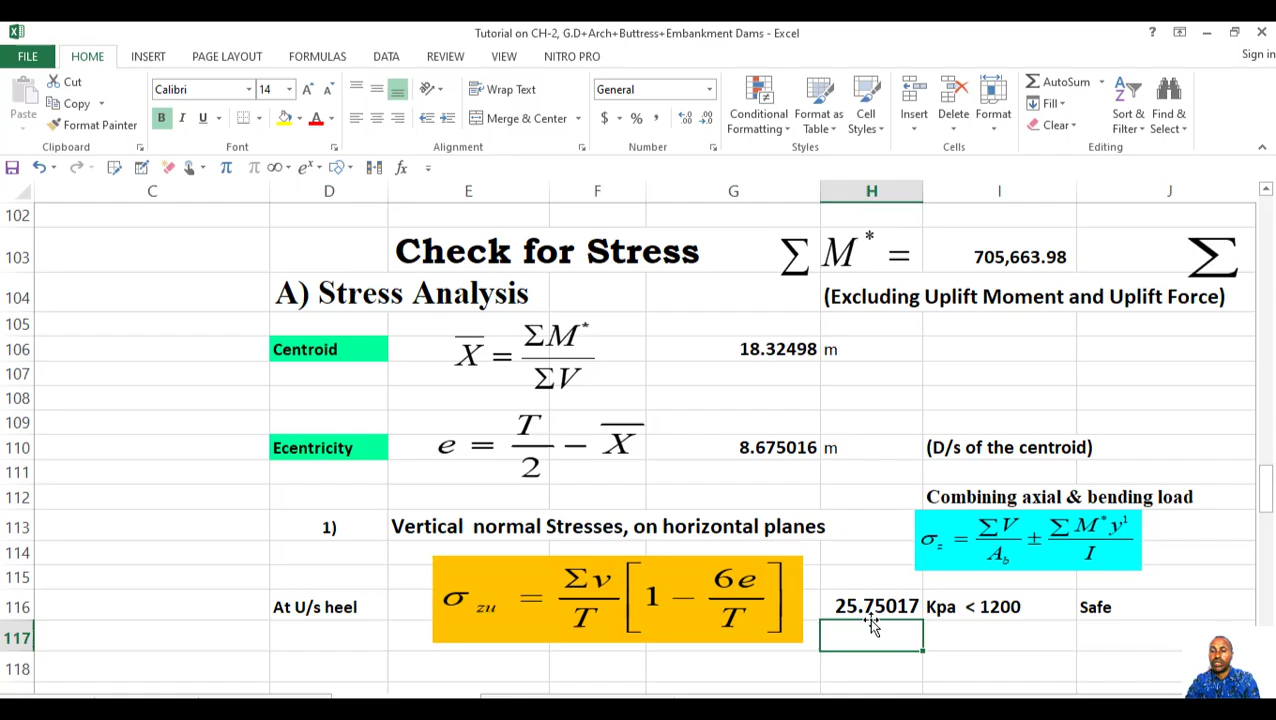 Tutorial on CH-2, G.D+Arch+Buttress+Embankment Dams - Excel
?
FILE HOME INSERT PAGE LAYOUT FORMULAS DATA REVIEW VIEW NITRO PRO Sign in
Paste
Cut
Copy
Format Painter
Clipboard
Calibri 14
B I U
Font
Wrap Text
Merge & Center
Alignment
General
$ % ,
Number
Conditional Formatting
Format as Table
Cell Styles
Styles
Insert Delete Format
Cells
AutoSum
Fill
Clear
Sort & Filter
Find & Select
Editing
C D E F G H I J
102
103 Check for Stress ∑ M* = 705,663.98 ∑
104 A) Stress Analysis (Excluding Uplift Moment and Uplift Force)
105
106 Centroid X̄ = ΣM* / ΣV 18.32498 m
107
108
109
110 Ecentricity e = T / 2 − X̄ 8.675016 m (D/s of the centroid)
111
112 Combining axial & bending load
113 1) Vertical normal Stresses, on horizontal planes σz = ∑V / Ab ± ∑M* y¹ / I
114
115
116 At U/s heel σ zu = Σv / T [ 1 − 6e / T ] 25.75017 Kpa < 1200 Safe
117
118